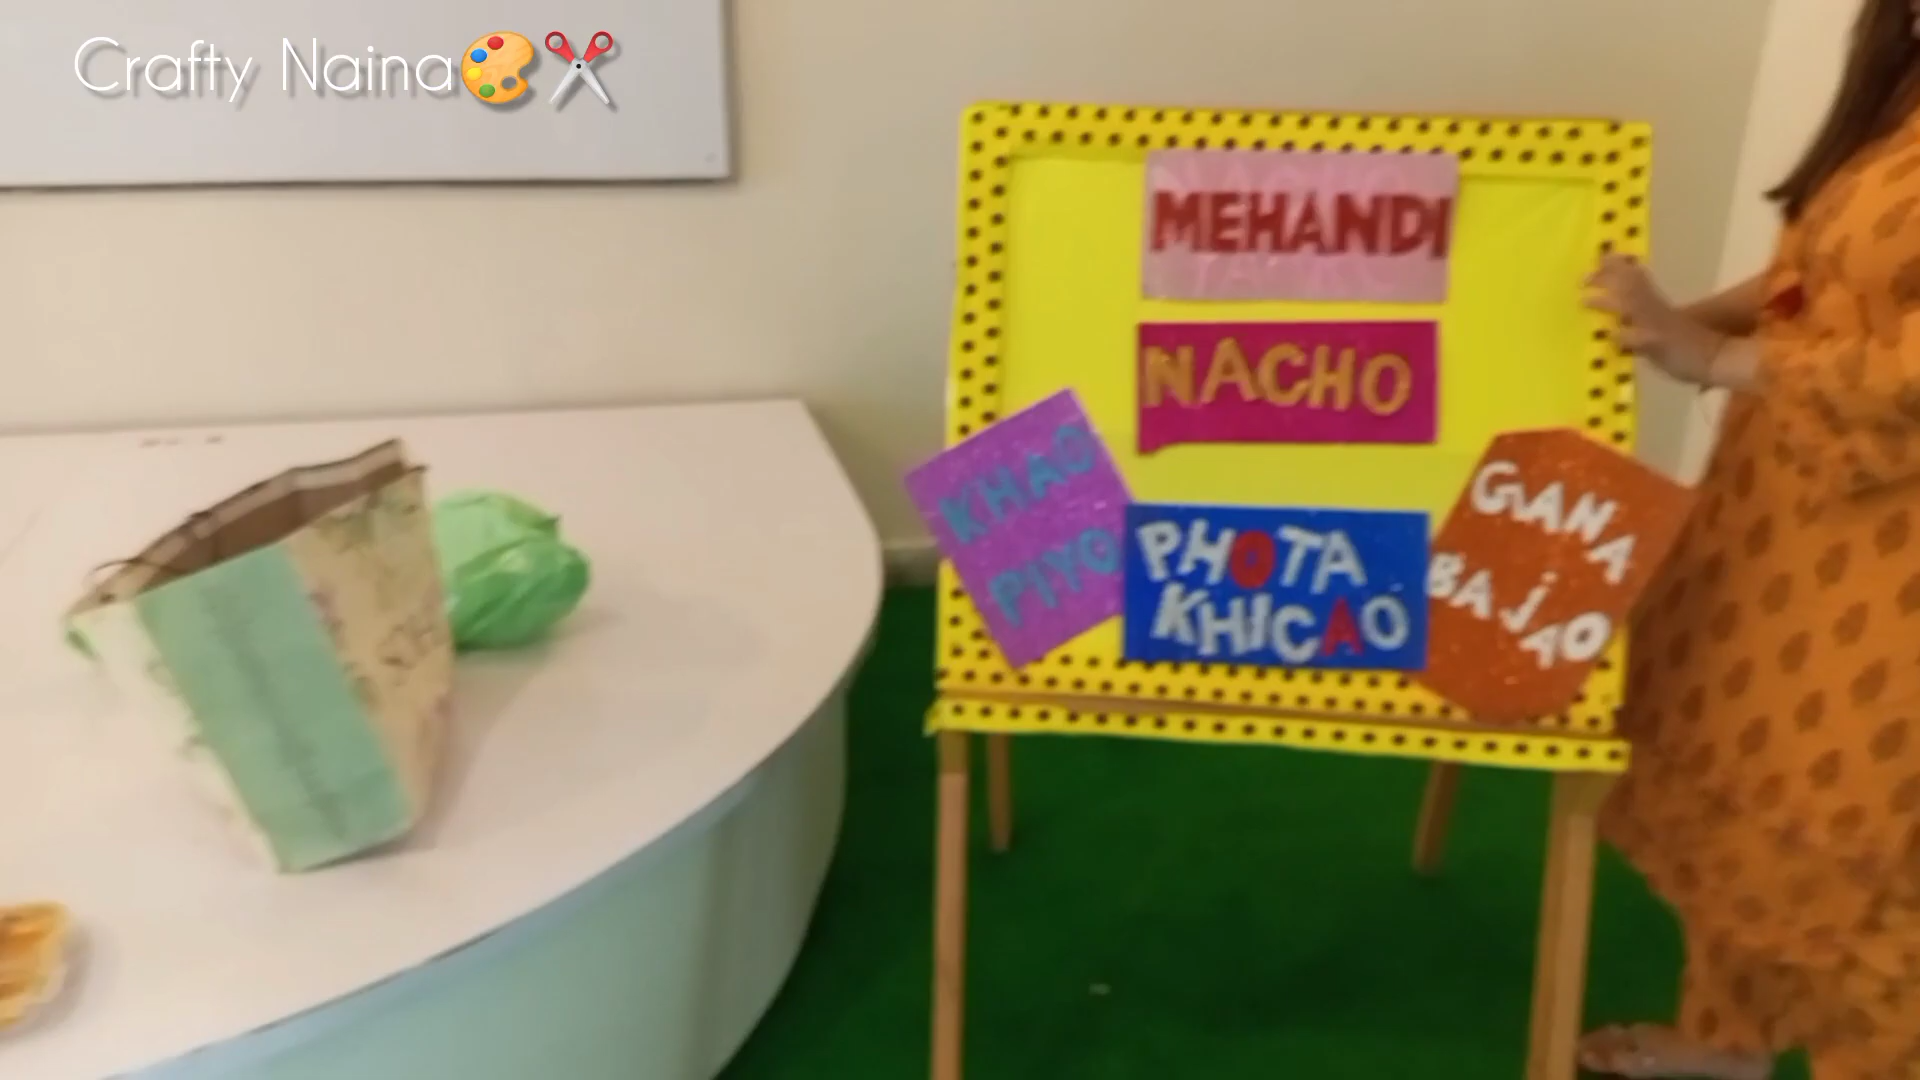 Crafty Naina
MEHANDI
NACHO
KHAO
PIYO
PHOTA
KHICAO
GANA
BAJAO